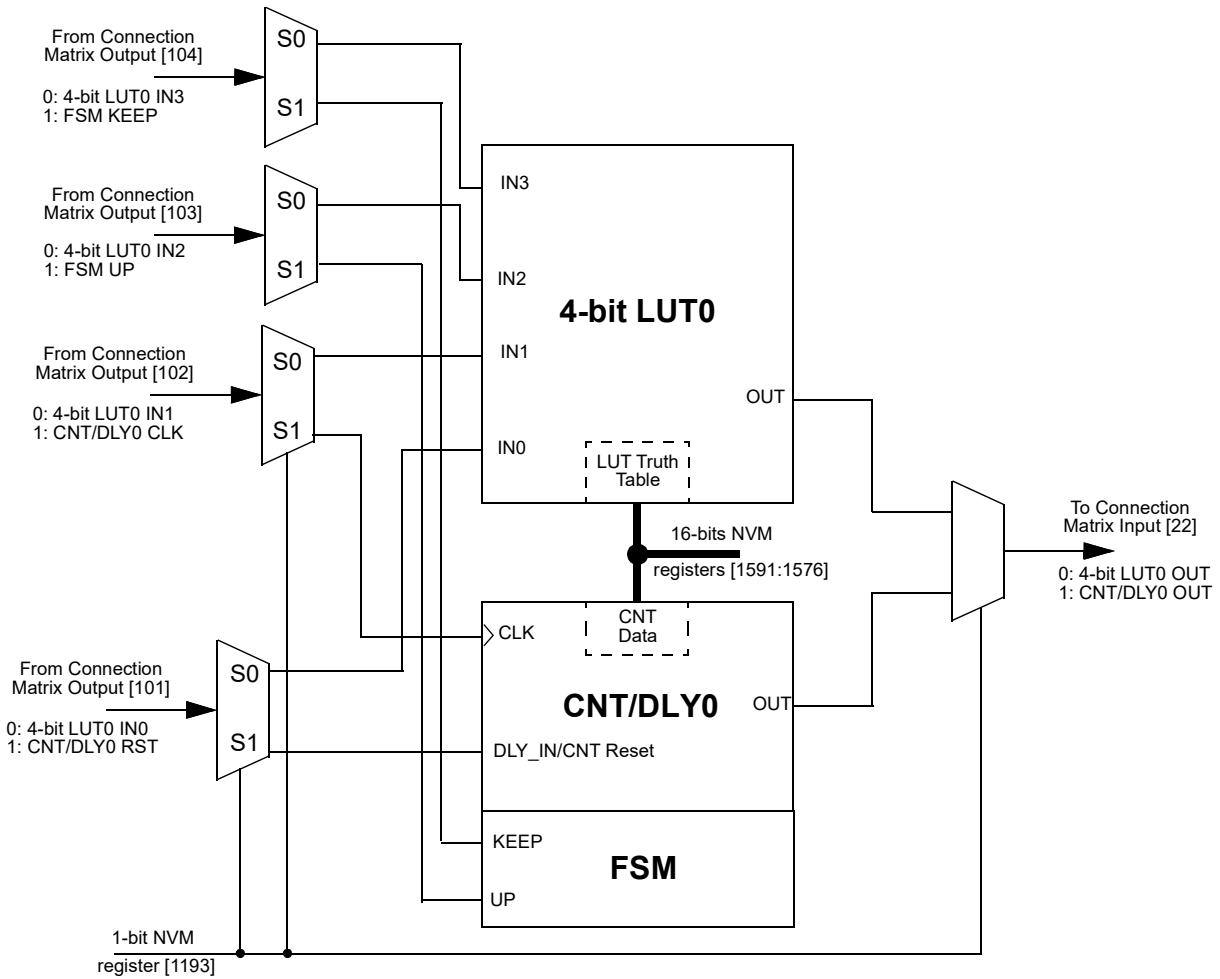 From Connection
Matrix Output [104]
0: 4-bit LUT0 IN3
1: FSM KEEP
S0
S1
From Connection
Matrix Output [103]
0: 4-bit LUT0 IN2
1: FSM UP
S0
S1
From Connection
Matrix Output [102]
0: 4-bit LUT0 IN1
1: CNT/DLY0 CLK
S0
S1
From Connection
Matrix Output [101]
0: 4-bit LUT0 IN0
1: CNT/DLY0 RST
S0
S1
IN3
IN2
IN1
IN0
4-bit LUT0
OUT
LUT Truth
Table
16-bits NVM
registers [1591:1576]
CNT
Data
CLK
CNT/DLY0
OUT
DLY_IN/CNT Reset
KEEP
UP
FSM
To Connection
Matrix Input [22]
0: 4-bit LUT0 OUT
1: CNT/DLY0 OUT
1-bit NVM
register [1193]